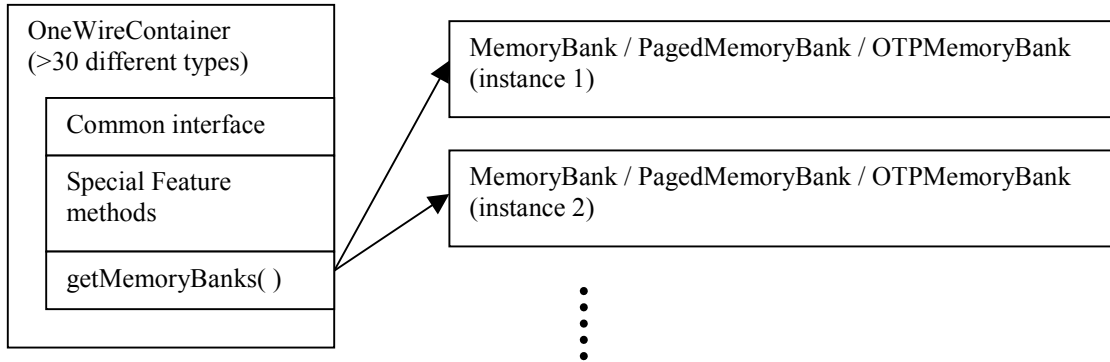 OneWireContainer
(>30 different types)
Common interface
Special Feature
methods
getMemoryBanks( )
MemoryBank / PagedMemoryBank / OTPMemoryBank
(instance 1)
MemoryBank / PagedMemoryBank / OTPMemoryBank
(instance 2)